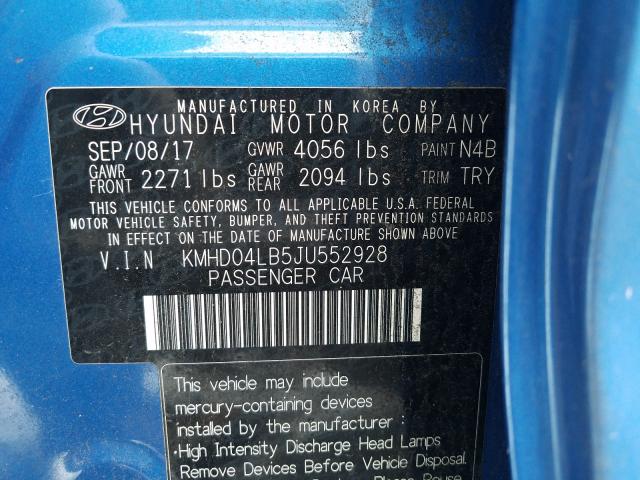 MANUFACTURED IN KOREA BY
HYUNDAI MOTOR COMPANY
SEP/08/17 GVWR 4056 lbs PAINT N4B
GAWR FRONT 2271 lbs GAWR REAR 2094 lbs TRIM TRY
THIS VEHICLE CONFORMS TO ALL APPLICABLE U.S.A. FEDERAL
MOTOR VEHICLE SAFETY, BUMPER, AND THEFT PREVENTION STANDARDS
IN EFFECT ON THE DATE OF MANUFACTURE SHOWN ABOVE
V.I.N KMHD04LB5JU552928
PASSENGER CAR
This vehicle may include
mercury-containing devices
installed by the manufacturer :
·High Intensity Discharge Head Lamps
Remove Devices Before Vehicle Disposal.